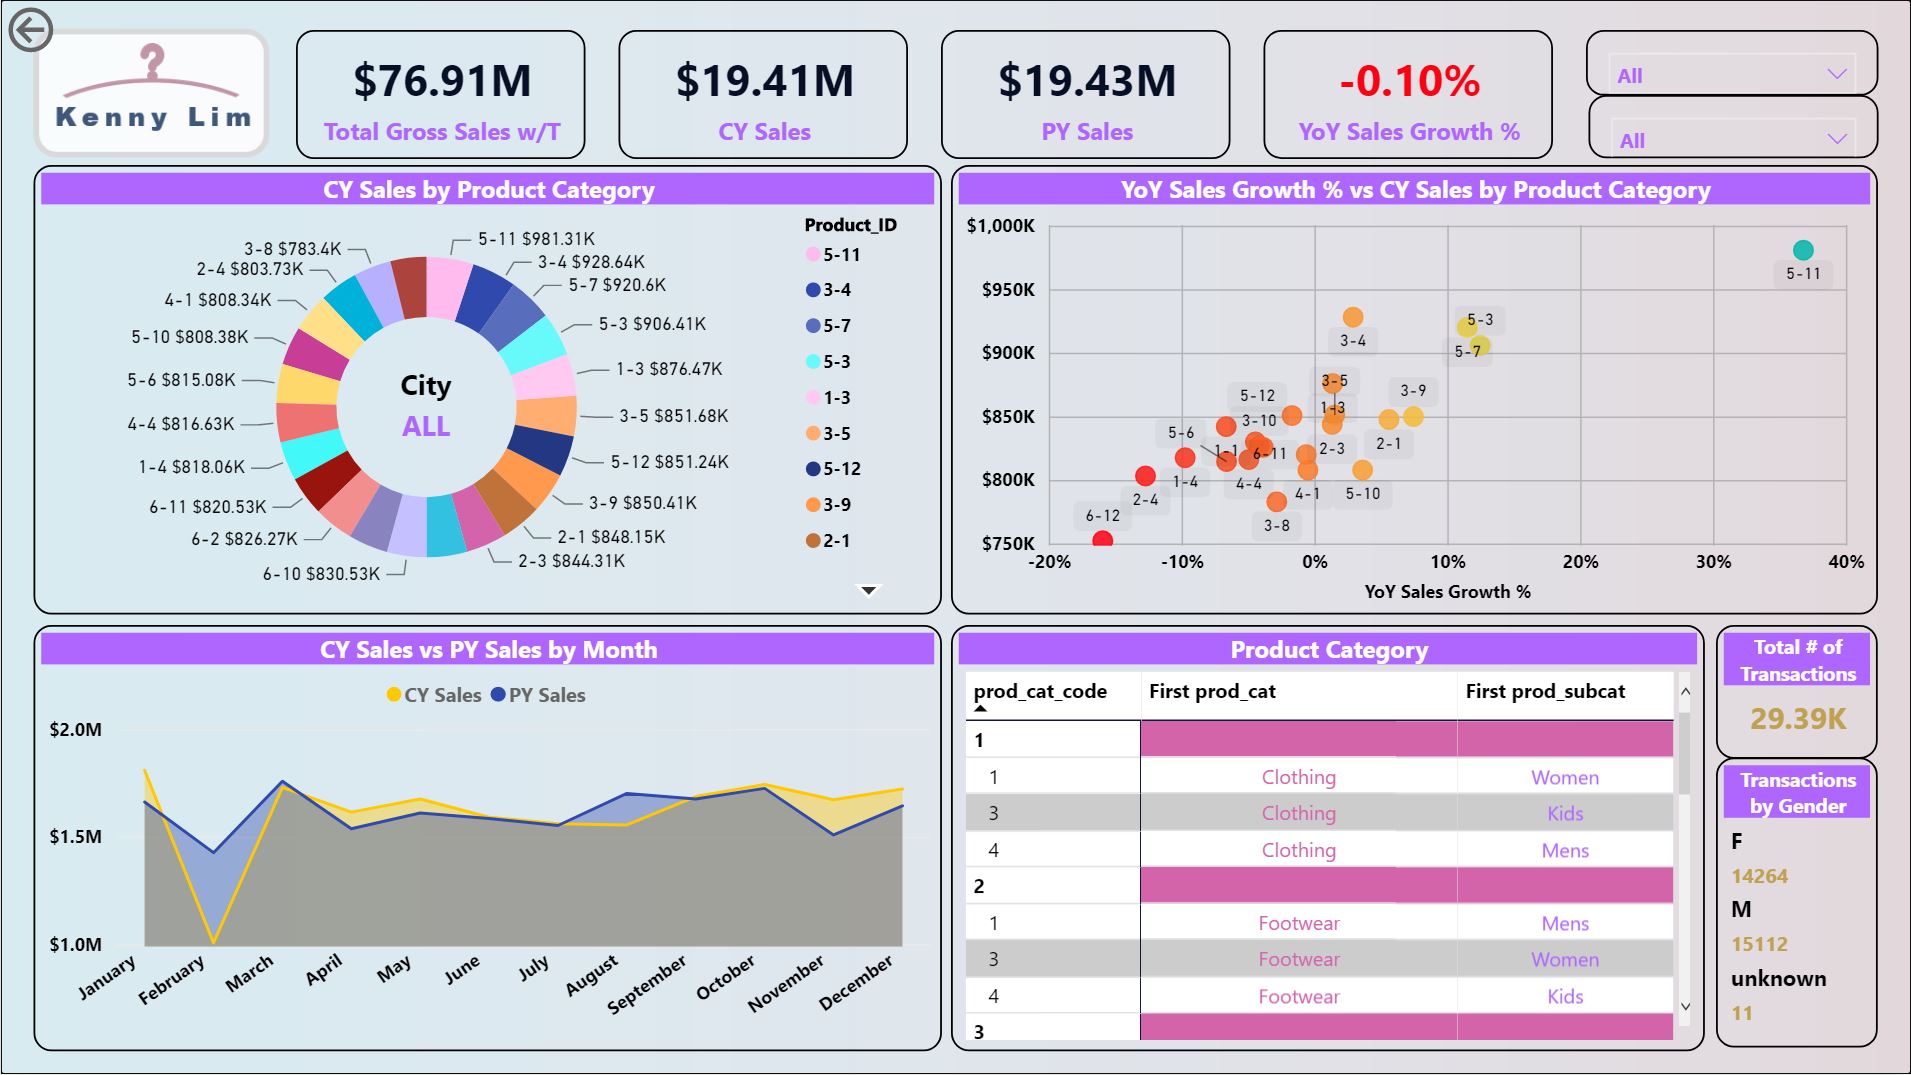 Kenny Lim
$76.91M
Total Gross Sales w/T
$19.41M
CY Sales
$19.43M
PY Sales
-0.10%
YoY Sales Growth %
All
All
CY Sales by Product Category
3-8 $783.4K
2-4 $803.73K
4-1 $808.34K
5-10 $808.38K
5-6 $815.08K
4-4 $816.63K
1-4 $818.06K
6-11 $820.53K
6-2 $826.27K
6-10 $830.53K
5-11 $981.31K
3-4 $928.64K
5-7 $920.6K
5-3 $906.41K
1-3 $876.47K
3-5 $851.68K
5-12 $851.24K
3-9 $850.41K
2-1 $848.15K
2-3 $844.31K
City
ALL
Product_ID
5-11
3-4
5-7
5-3
1-3
3-5
5-12
3-9
2-1
YoY Sales Growth % vs CY Sales by Product Category
$1,000K
$950K
$900K
$850K
$800K
$750K
5-11
5-3
3-4
5-7
3-5
3-9
5-12
1-3
3-10
5-6
2-1
2-3
1-1
6-11
1-4
4-4
4-1
5-10
2-4
6-12
3-8
-20%
-10%
0%
10%
20%
30%
40%
YoY Sales Growth %
CY Sales vs PY Sales by Month
CY Sales
PY Sales
$2.0M
$1.5M
$1.0M
January
February
March
April
May
June
July
August
September
October
November
December
Product Category
prod_cat_code First prod_cat First prod_subcat
1
1 Clothing Women
3 Clothing Kids
4 Clothing Mens
2
1 Footwear Mens
3 Footwear Women
4 Footwear Kids
3
Total # of
Transactions
29.39K
Transactions
by Gender
F
14264
M
15112
unknown
11